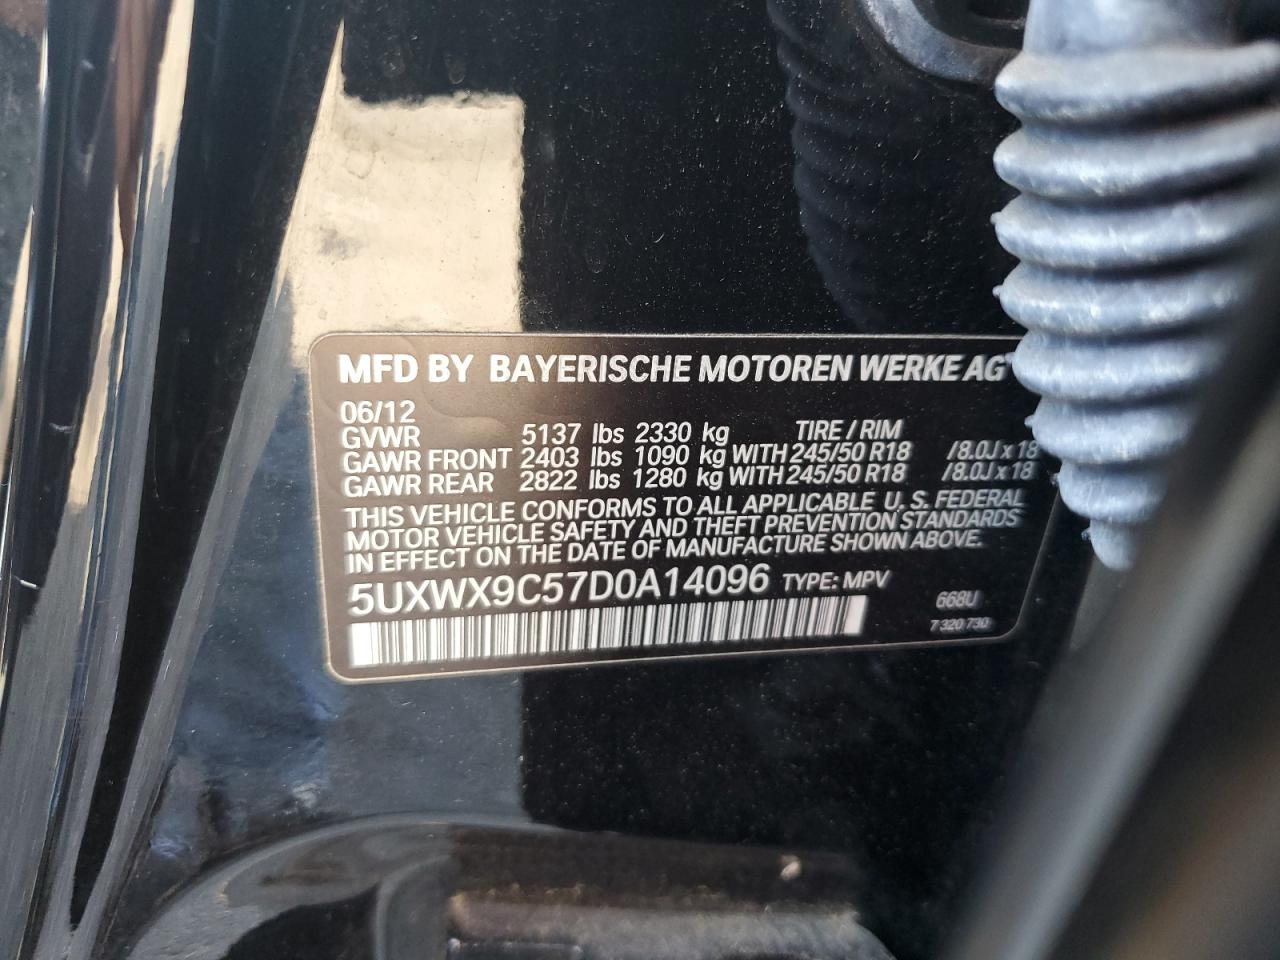 MFD BY BAYERISCHE MOTOREN WERKE AG
06/12
GVWR 5137 lbs 2330 kg TIRE / RIM
GAWR FRONT 2403 lbs 1090 kg WITH 245/50 R18 /8.0J x 18
GAWR REAR 2822 lbs 1280 kg WITH 245/50 R18 /8.0J x 18
THIS VEHICLE CONFORMS TO ALL APPLICABLE U.S. FEDERAL
MOTOR VEHICLE SAFETY AND THEFT PREVENTION STANDARDS
IN EFFECT ON THE DATE OF MANUFACTURE SHOWN ABOVE.
5UXWX9C57D0A14096 TYPE: MPV
668U
7 320 730